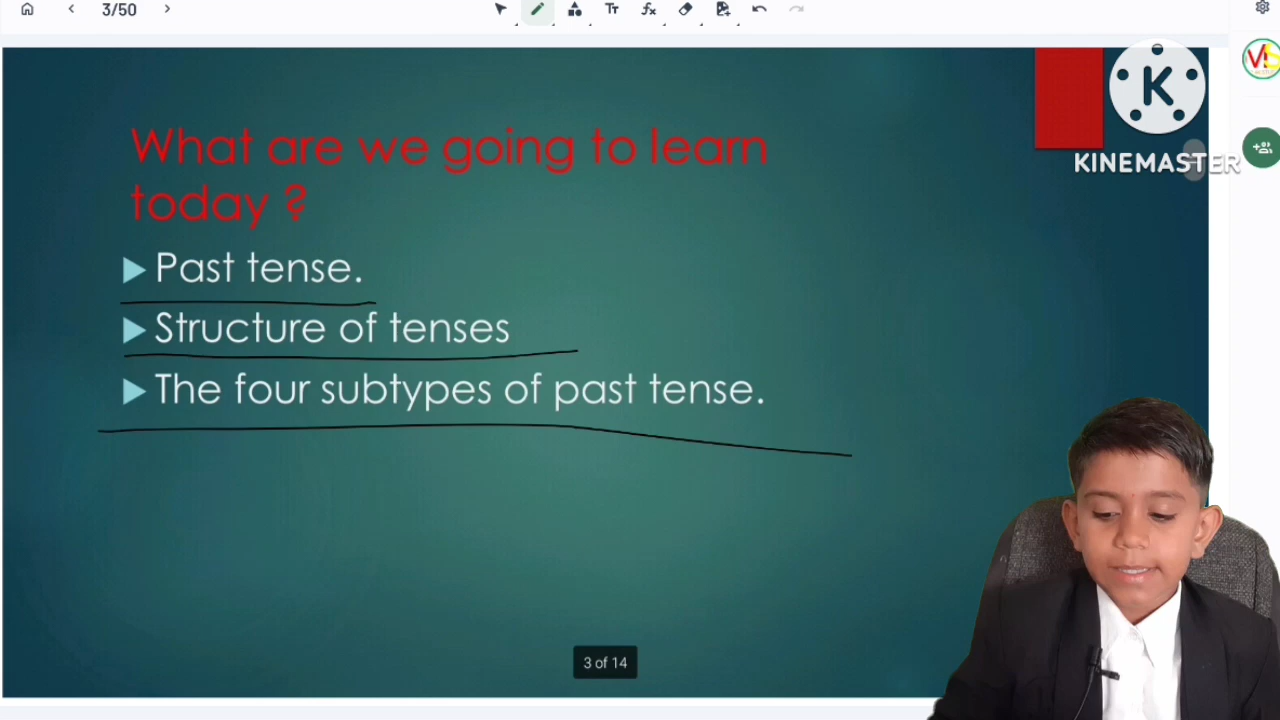 3/50
What are we going to learn
today ?
Past tense.
Structure of tenses
The four subtypes of past tense.
3 of 14
K
KINEMASTER